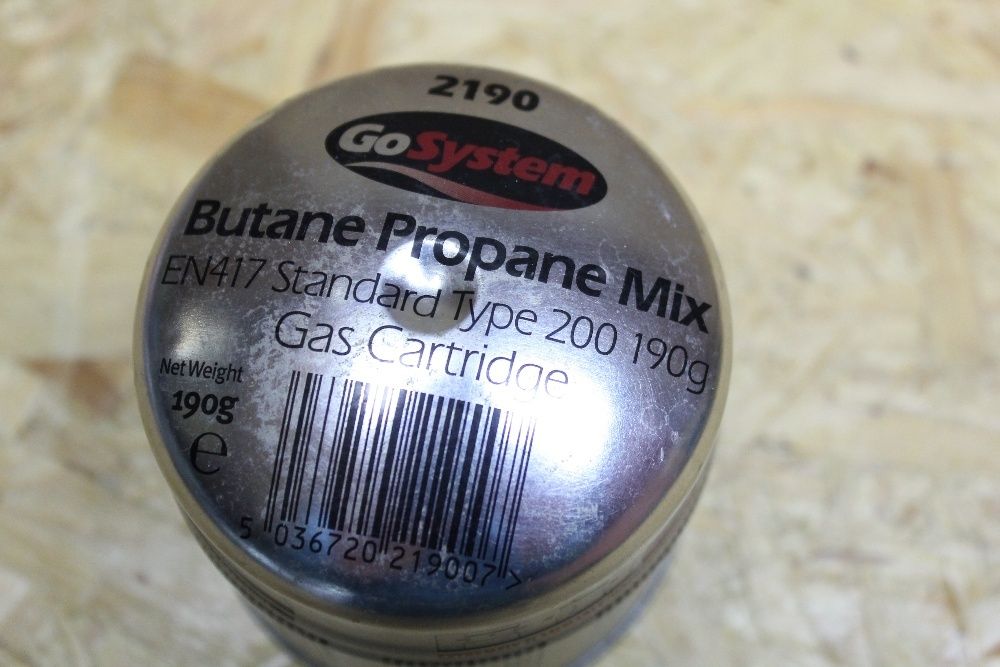 2190
GoSystem
Butane Propane Mix
EN417 Standard Type 200 190g
Gas Cartridge
Net Weight
190g
e
5 036720 219007 >